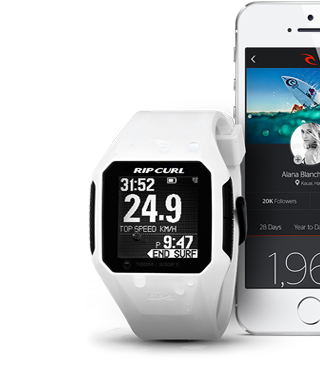 RIP CURL
31:52
24.9
TOP SPEED KM/H
P 9:47
END SURF
Alana Blanch
Kauai, Ha
20K Followers
28 Days Year to Da
1,96